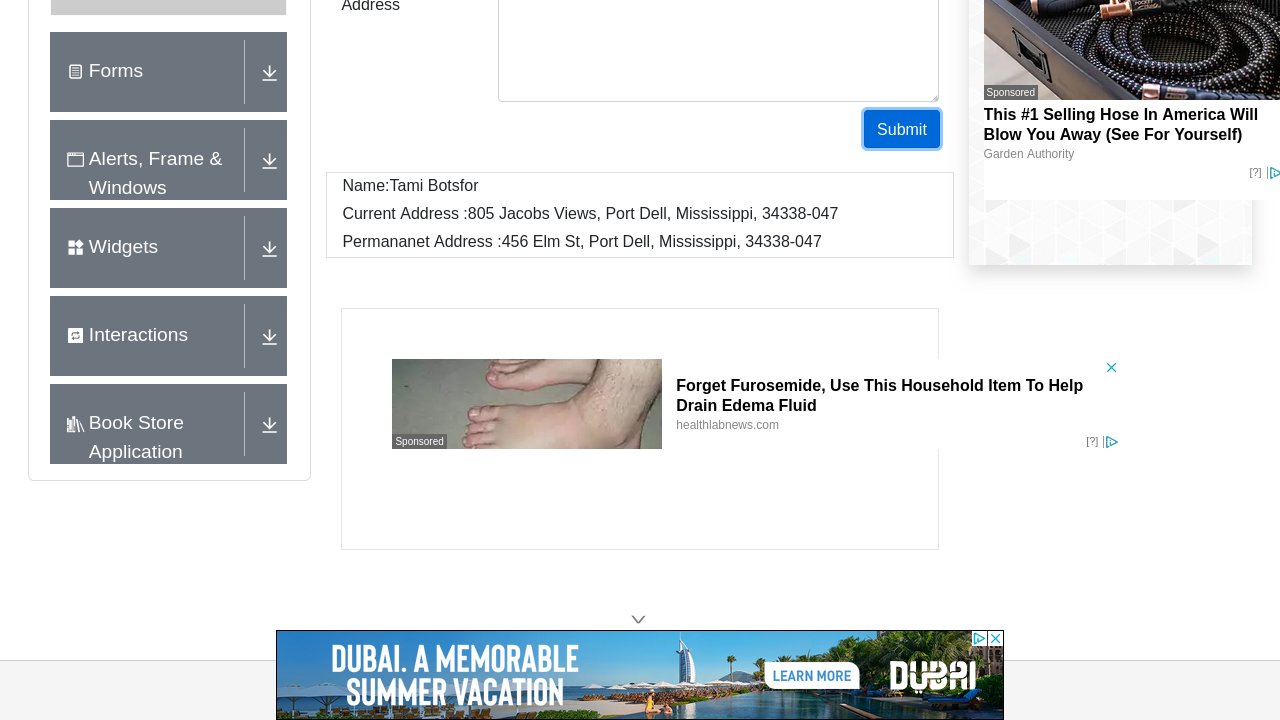 Address
Forms
Alerts, Frame &
Windows
Widgets
Interactions
Book Store
Application
Submit
Name:Tami Botsfor
Current Address :805 Jacobs Views, Port Dell, Mississippi, 34338-047
Permananet Address :456 Elm St, Port Dell, Mississippi, 34338-047
Sponsored
This #1 Selling Hose In America Will
Blow You Away (See For Yourself)
Garden Authority
[?]
Sponsored
Forget Furosemide, Use This Household Item To Help
Drain Edema Fluid
healthlabnews.com
[?]
DUBAI. A MEMORABLE
SUMMER VACATION
LEARN MORE
DUBAI